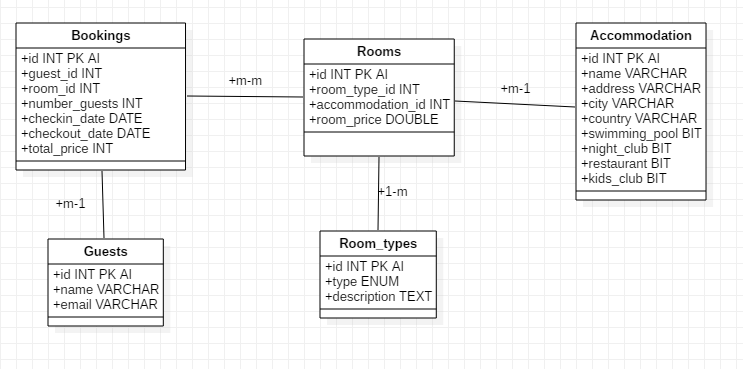 Bookings
+id INT PK AI
+guest_id INT
+room_id INT
+number_guests INT
+checkin_date DATE
+checkout_date DATE
+total_price INT
+m-m
Rooms
+id INT PK AI
+room_type_id INT
+accommodation_id INT
+room_price DOUBLE
+m-1
Accommodation
+id INT PK AI
+name VARCHAR
+address VARCHAR
+city VARCHAR
+country VARCHAR
+swimming_pool BIT
+night_club BIT
+restaurant BIT
+kids_club BIT
+m-1
+1-m
Guests
+id INT PK AI
+name VARCHAR
+email VARCHAR
Room_types
+id INT PK AI
+type ENUM
+description TEXT